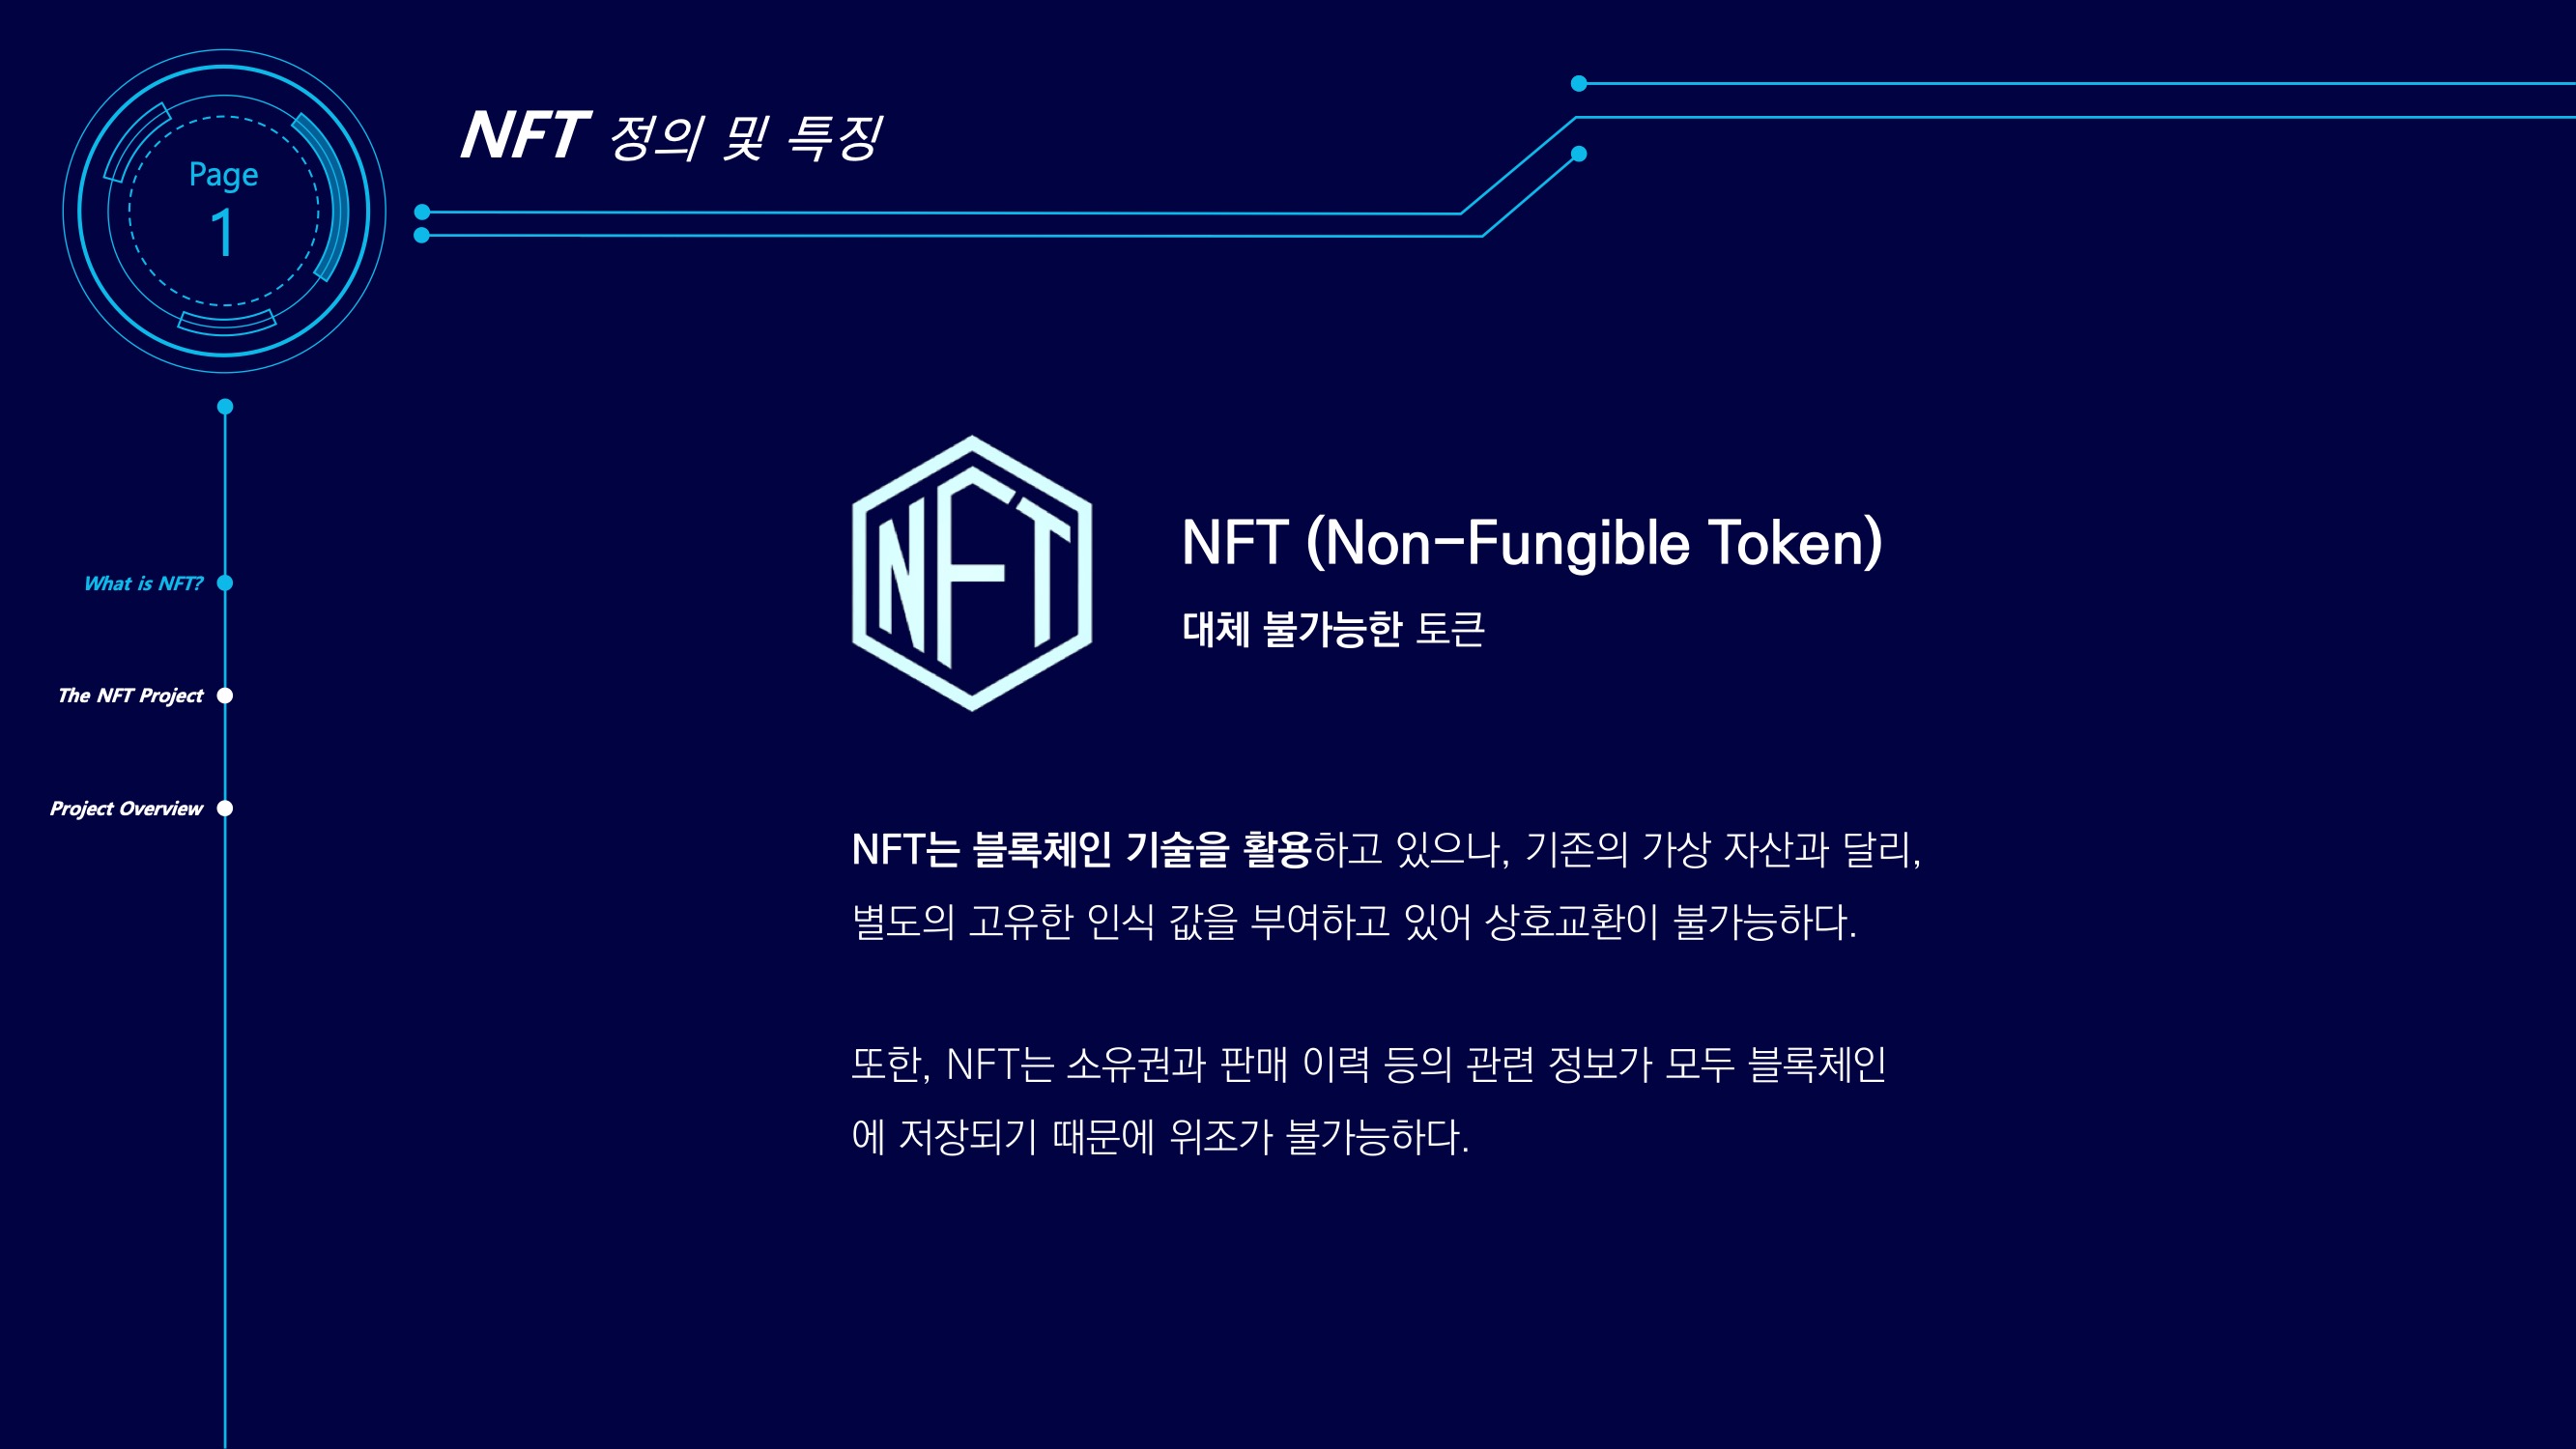 Page
1
NFT 정의 및 특징
What is NFT?
The NFT Project
Project Overview
NFT
NFT (Non-Fungible Token)
대체 불가능한 토큰
NFT는 블록체인 기술을 활용하고 있으나, 기존의 가상 자산과 달리,
별도의 고유한 인식 값을 부여하고 있어 상호교환이 불가능하다.
또한, NFT는 소유권과 판매 이력 등의 관련 정보가 모두 블록체인
에 저장되기 때문에 위조가 불가능하다.